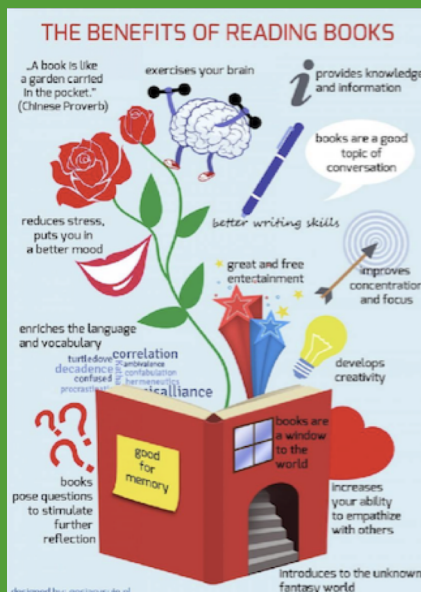 THE BENEFITS OF READING BOOKS
„A book is like
a garden carried
in the pocket.”
(Chinese Proverb)
exercises your brain
provides knowledge
and information
books are a good
topic of
conversation
better writing skills
reduces stress,
puts you in
a better mood
great and free
entectainment
improves
concentration
and focus
enriches the language
and vocabulary
turtledove
correlation
decadence
ambivalence
confused
confabulation
hermeneutics
develops
creativity
books are
a window
to the
world
good
for
memory
books
pose questions
to stimulate
further
reflection
increases
your ability
to empathize
with others
introduces to the unknown
fantasy world